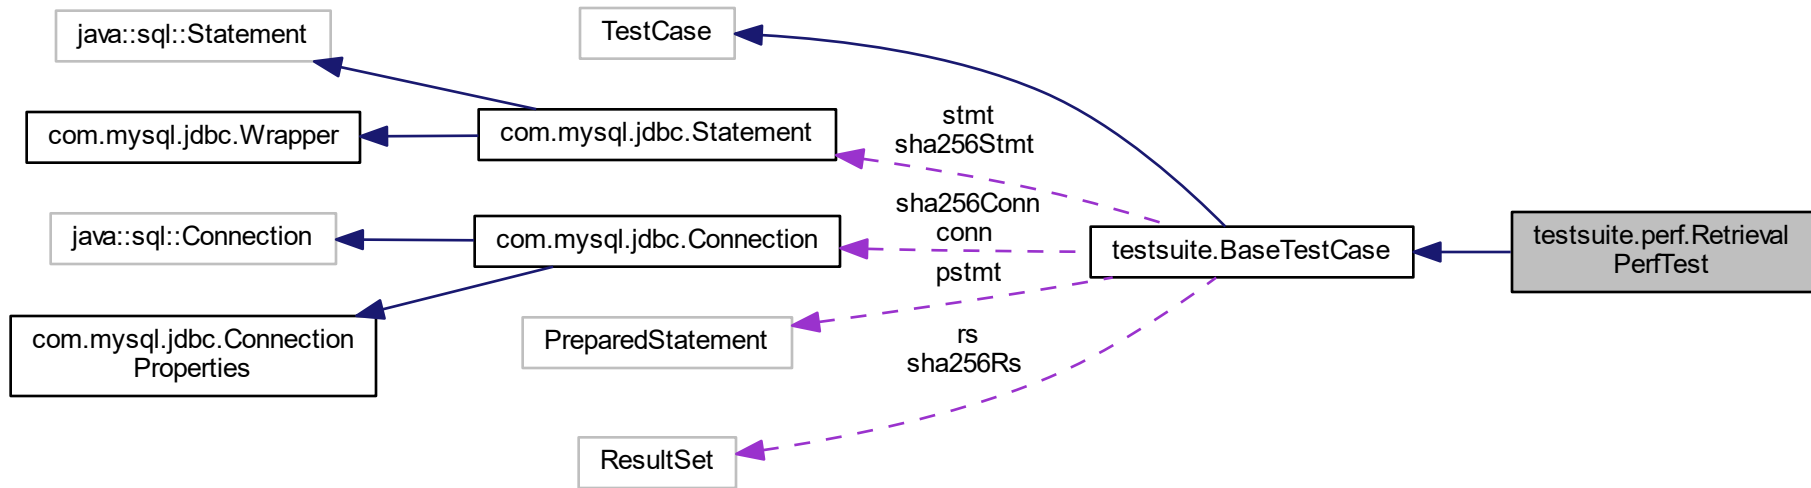 java::sql::Statement
TestCase
com.mysql.jdbc.Wrapper
com.mysql.jdbc.Statement
stmt
sha256Stmt
java::sql::Connection
com.mysql.jdbc.Connection
sha256Conn
conn
testsuite.BaseTestCase
testsuite.perf.Retrieval
PerfTest
com.mysql.jdbc.Connection
Properties
PreparedStatement
pstmt
rs
sha256Rs
ResultSet